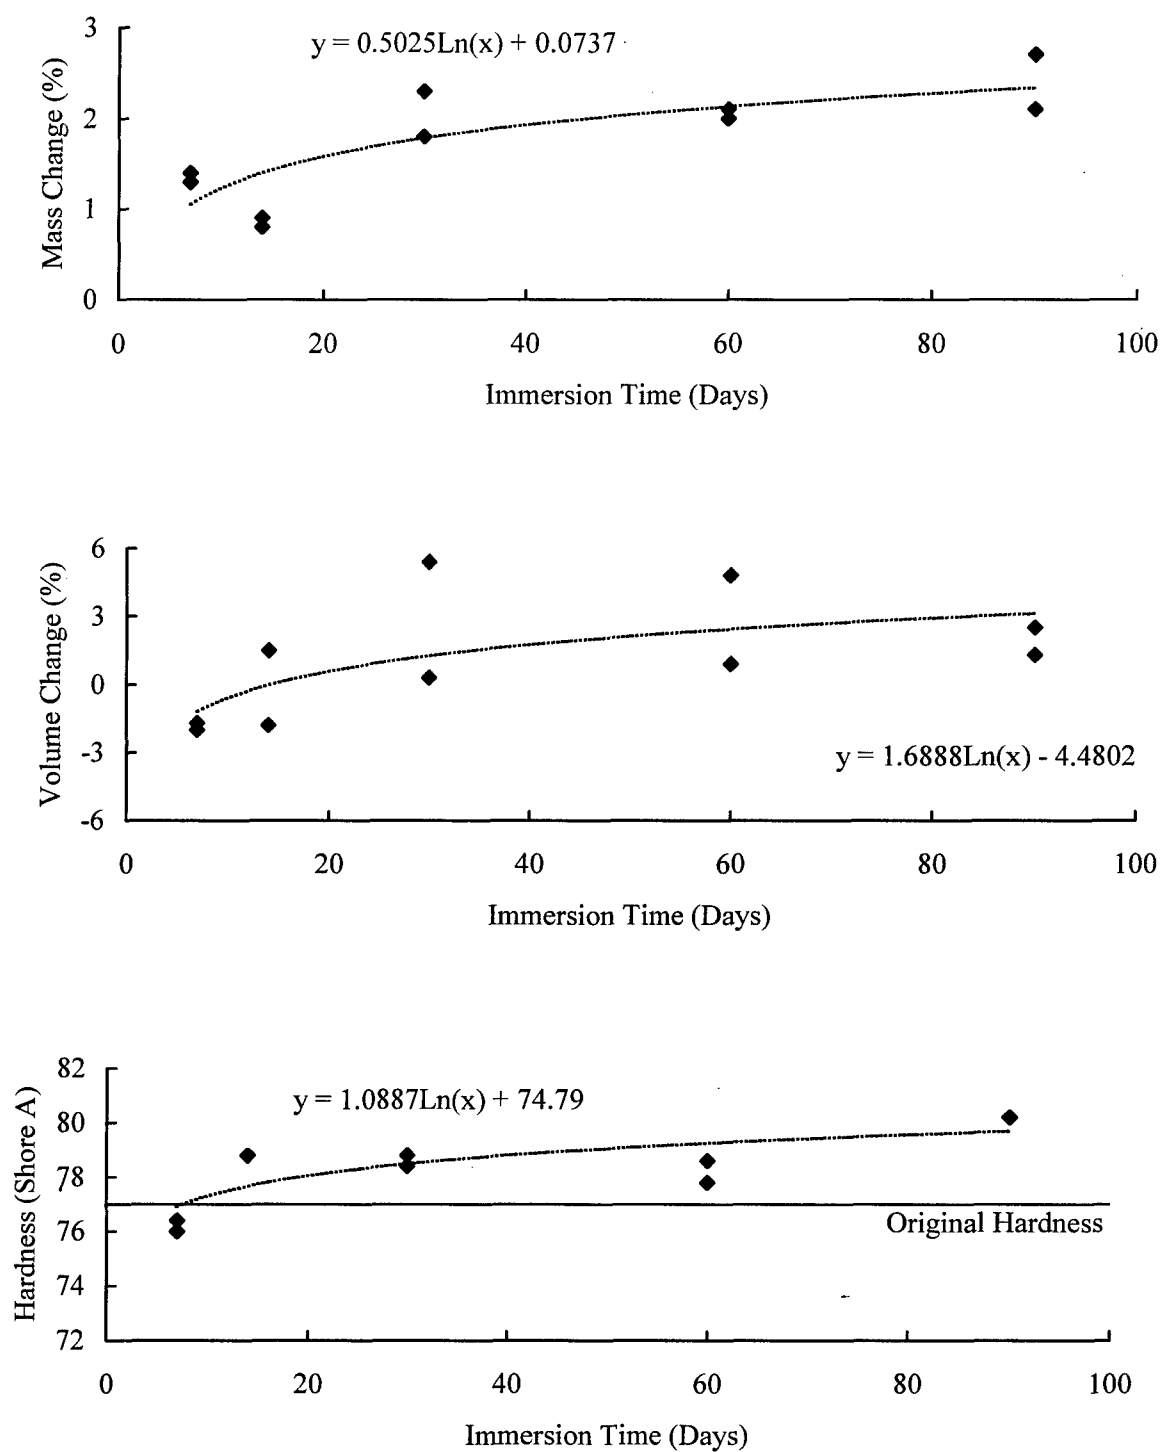 y = 0.5025Ln(x) + 0.0737
3
2
1
0
Mass Change (%)
0 20 40 60 80 100
Immersion Time (Days)
6
3
0
-3
-6
Volume Change (%)
y = 1.6888Ln(x) - 4.4802
0 20 40 60 80 100
Immersion Time (Days)
82
80
78
76
74
72
Hardness (Shore A)
y = 1.0887Ln(x) + 74.79
Original Hardness
0 20 40 60 80 100
Immersion Time (Days)